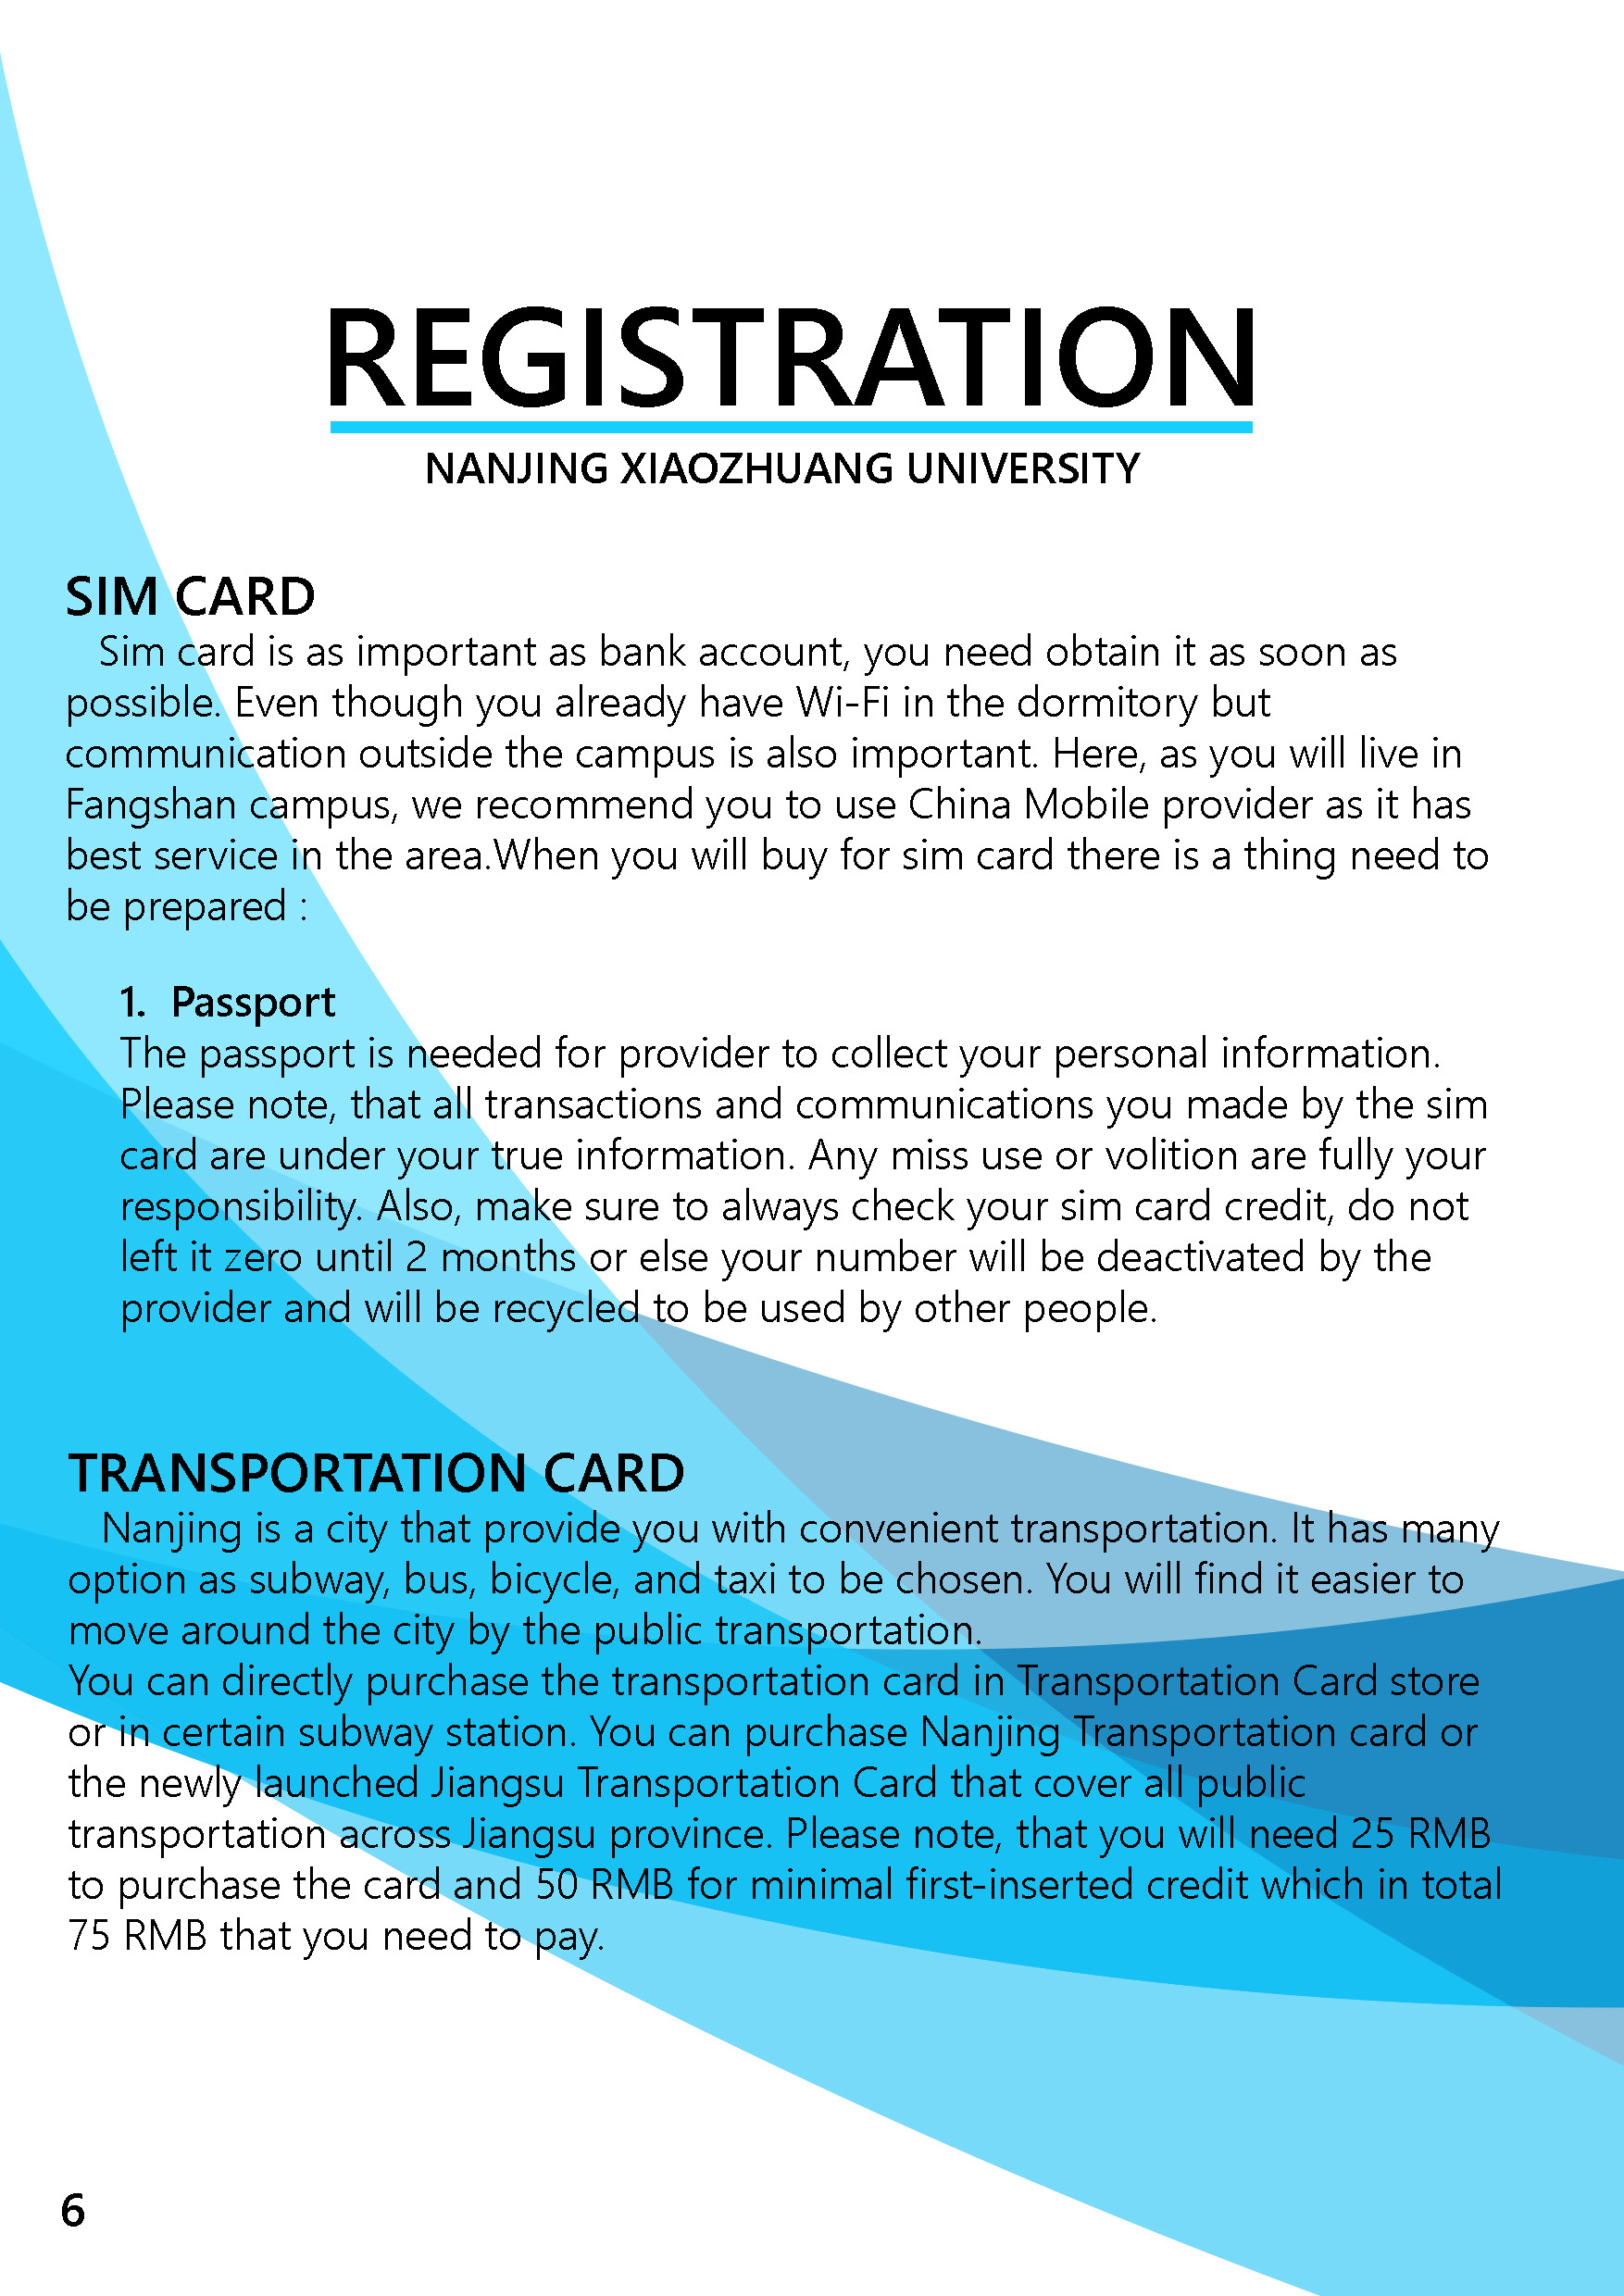 REGISTRATION
NANJING XIAOZHUANG UNIVERSITY
SIM CARD
Sim card is as important as bank account, you need obtain it as soon as
possible. Even though you already have Wi-Fi in the dormitory but
communication outside the campus is also important. Here, as you will live in
Fangshan campus, we recommend you to use China Mobile provider as it has
best service in the area.When you will buy for sim card there is a thing need to
be prepared :
1. Passport
The passport is needed for provider to collect your personal information.
Please note, that all transactions and communications you made by the sim
card are under your true information. Any miss use or volition are fully your
responsibility. Also, make sure to always check your sim card credit, do not
left it zero until 2 months or else your number will be deactivated by the
provider and will be recycled to be used by other people.
TRANSPORTATION CARD
Nanjing is a city that provide you with convenient transportation. It has many
option as subway, bus, bicycle, and taxi to be chosen. You will find it easier to
move around the city by the public transportation.
You can directly purchase the transportation card in Transportation Card store
or in certain subway station. You can purchase Nanjing Transportation card or
the newly launched Jiangsu Transportation Card that cover all public
transportation across Jiangsu province. Please note, that you will need 25 RMB
to purchase the card and 50 RMB for minimal first-inserted credit which in total
75 RMB that you need to pay.
6